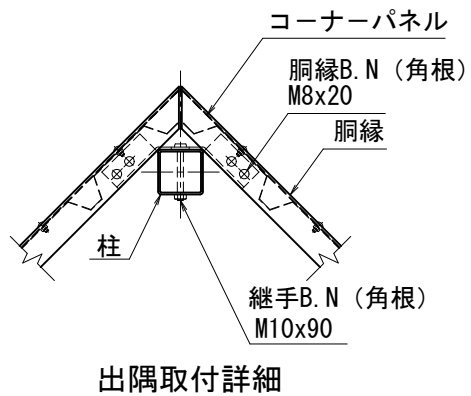 コーナーパネル
胴縁B.N（角根）
M8x20
胴縁
柱
継手B.N（角根）
M10x90
出隅取付詳細